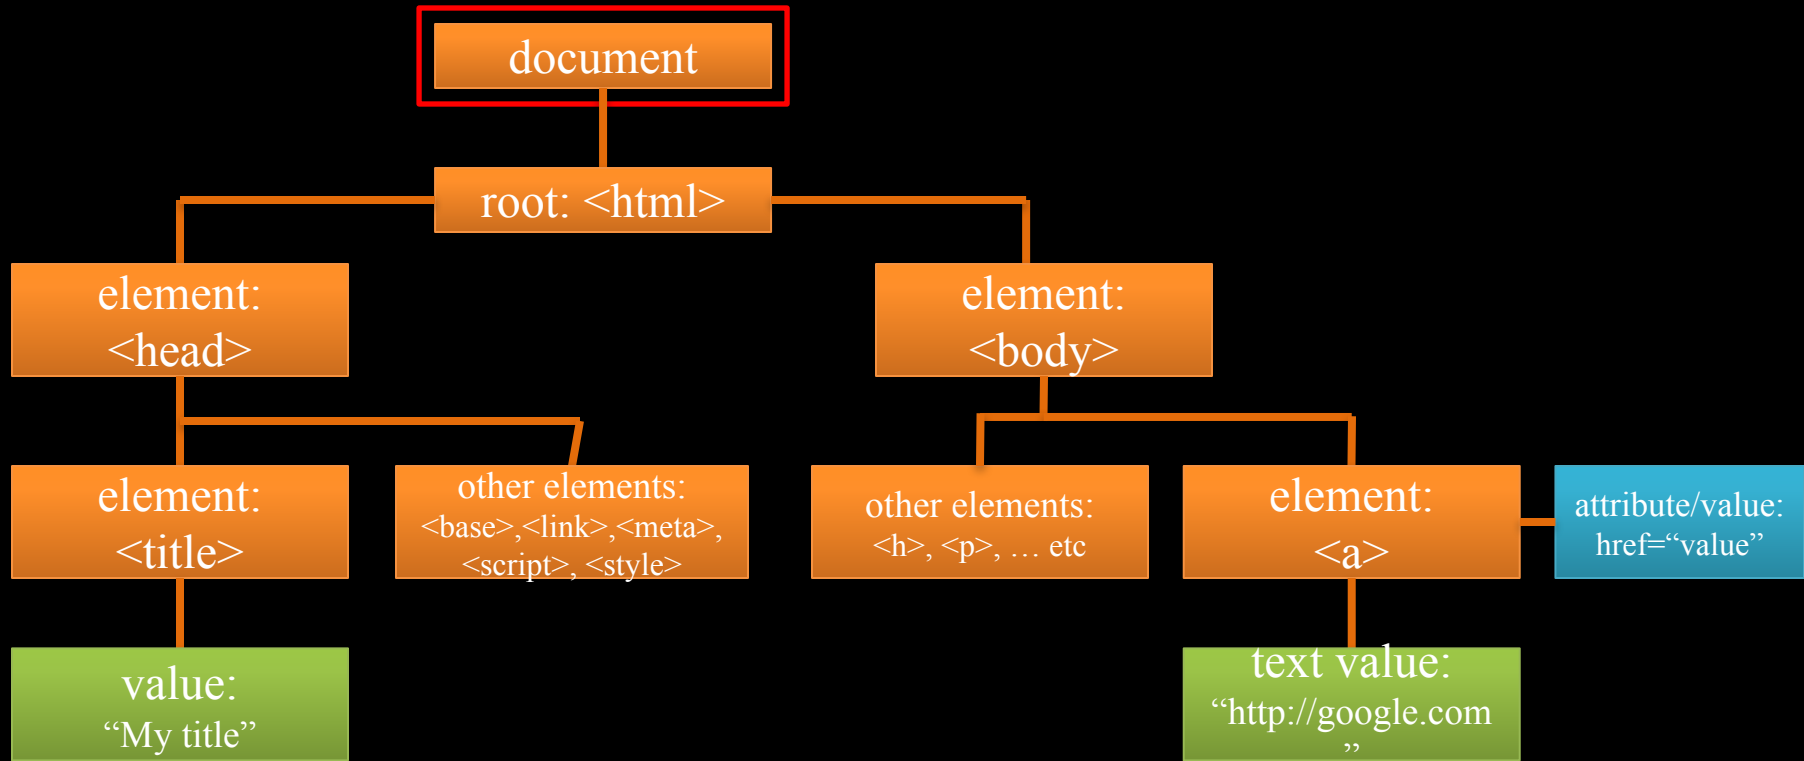 document
root: <html>
element:
<head>
element:
<body>
element:
<title>
other elements:
<base>,<link>,<meta>,
<script>, <style>
other elements:
<h>, <p>, … etc
element:
<a>
attribute/value:
href=“value”
value:
“My title”
text value:
“http://google.com
”